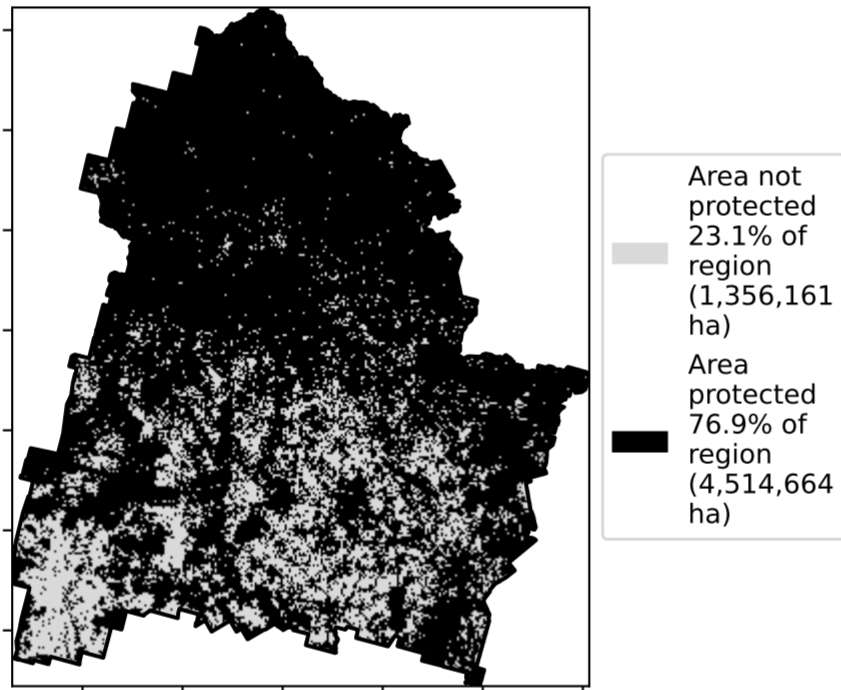 Area not
protected
23.1% of
region
(1,356,161
ha)
Area
protected
76.9% of
region
(4,514,664
ha)